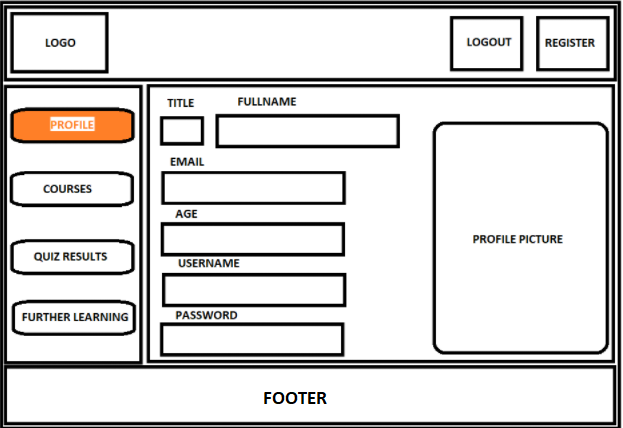 LOGO
LOGOUT
REGISTER
PROFILE
COURSES
QUIZ RESULTS
FURTHER LEARNING
TITLE
FULLNAME
EMAIL
AGE
USERNAME
PASSWORD
PROFILE PICTURE
FOOTER